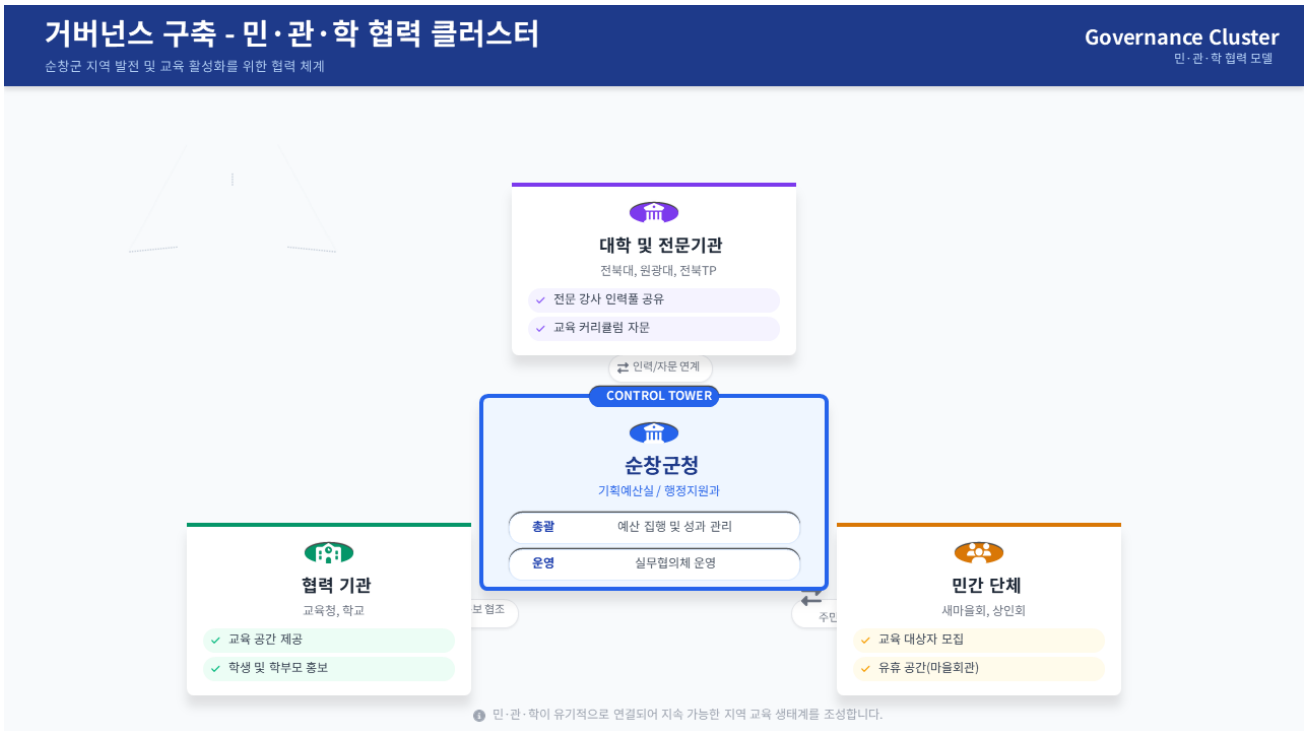 거버넌스 구축 - 민·관·학 협력 클러스터
순창군 지역 발전 및 교육 활성화를 위한 협력 체계
Governance Cluster
민·관·학 협력 모델
대학 및 전문기관
전북대, 원광대, 전북TP
전문 강사 인력풀 공유
교육 커리큘럼 자문
인력/자문 연계
CONTROL TOWER
순창군청
기획예산실 / 행정지원과
총괄 예산 집행 및 성과 관리
운영 실무협의체 운영
협력 기관
교육청, 학교
교육 공간 제공
학생 및 학부모 홍보
협조
주민
민간 단체
새마을회, 상인회
교육 대상자 모집
유휴 공간(마을회관)
민·관·학이 유기적으로 연결되어 지속 가능한 지역 교육 생태계를 조성합니다.